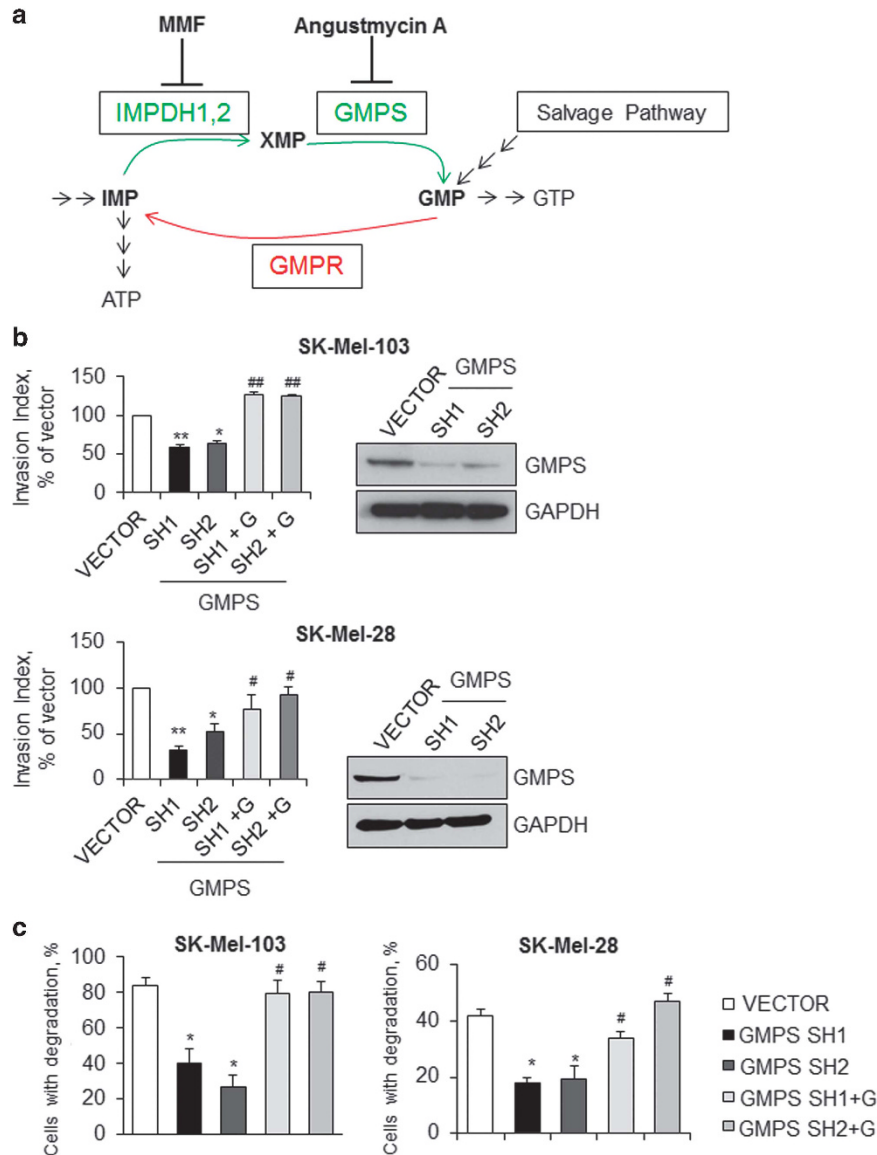 a
MMF
Angustmycin A
IMPDH1,2
GMPS
Salvage Pathway
XMP
IMP
GMP
GTP
GMPR
ATP
b
SK-Mel-103
Invasion Index,
% of vector
150
100
50
0
**
*
##
##
VECTOR
SH1
SH2
SH1 + G
SH2 + G
GMPS
GMPS
VECTOR
SH1
SH2
GMPS
GAPDH
SK-Mel-28
Invasion Index,
% of vector
150
100
50
0
**
*
#
#
VECTOR
SH1
SH2
SH1 +G
SH2 +G
GMPS
GMPS
VECTOR
SH1
SH2
GMPS
GAPDH
c
SK-Mel-103
Cells with degradation, %
100
80
60
40
20
0
*
*
#
#
SK-Mel-28
Cells with degradation, %
60
40
20
0
*
*
#
#
VECTOR
GMPS SH1
GMPS SH2
GMPS SH1+G
GMPS SH2+G